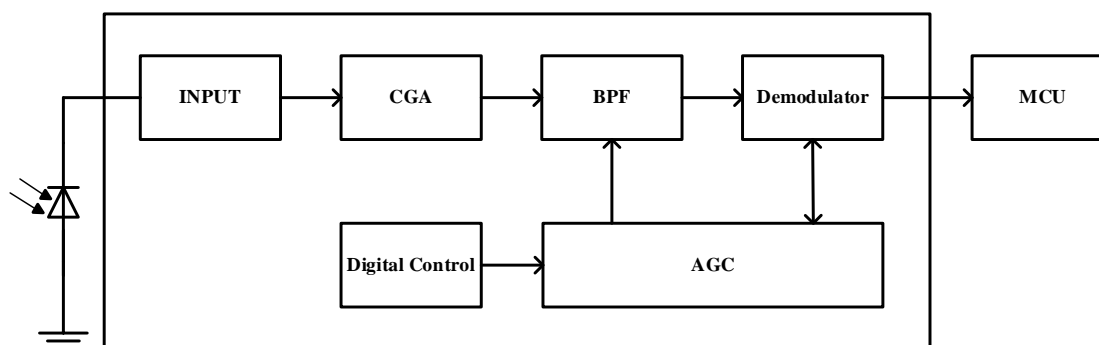 INPUT
CGA
BPF
Demodulator
MCU
Digital Control
AGC